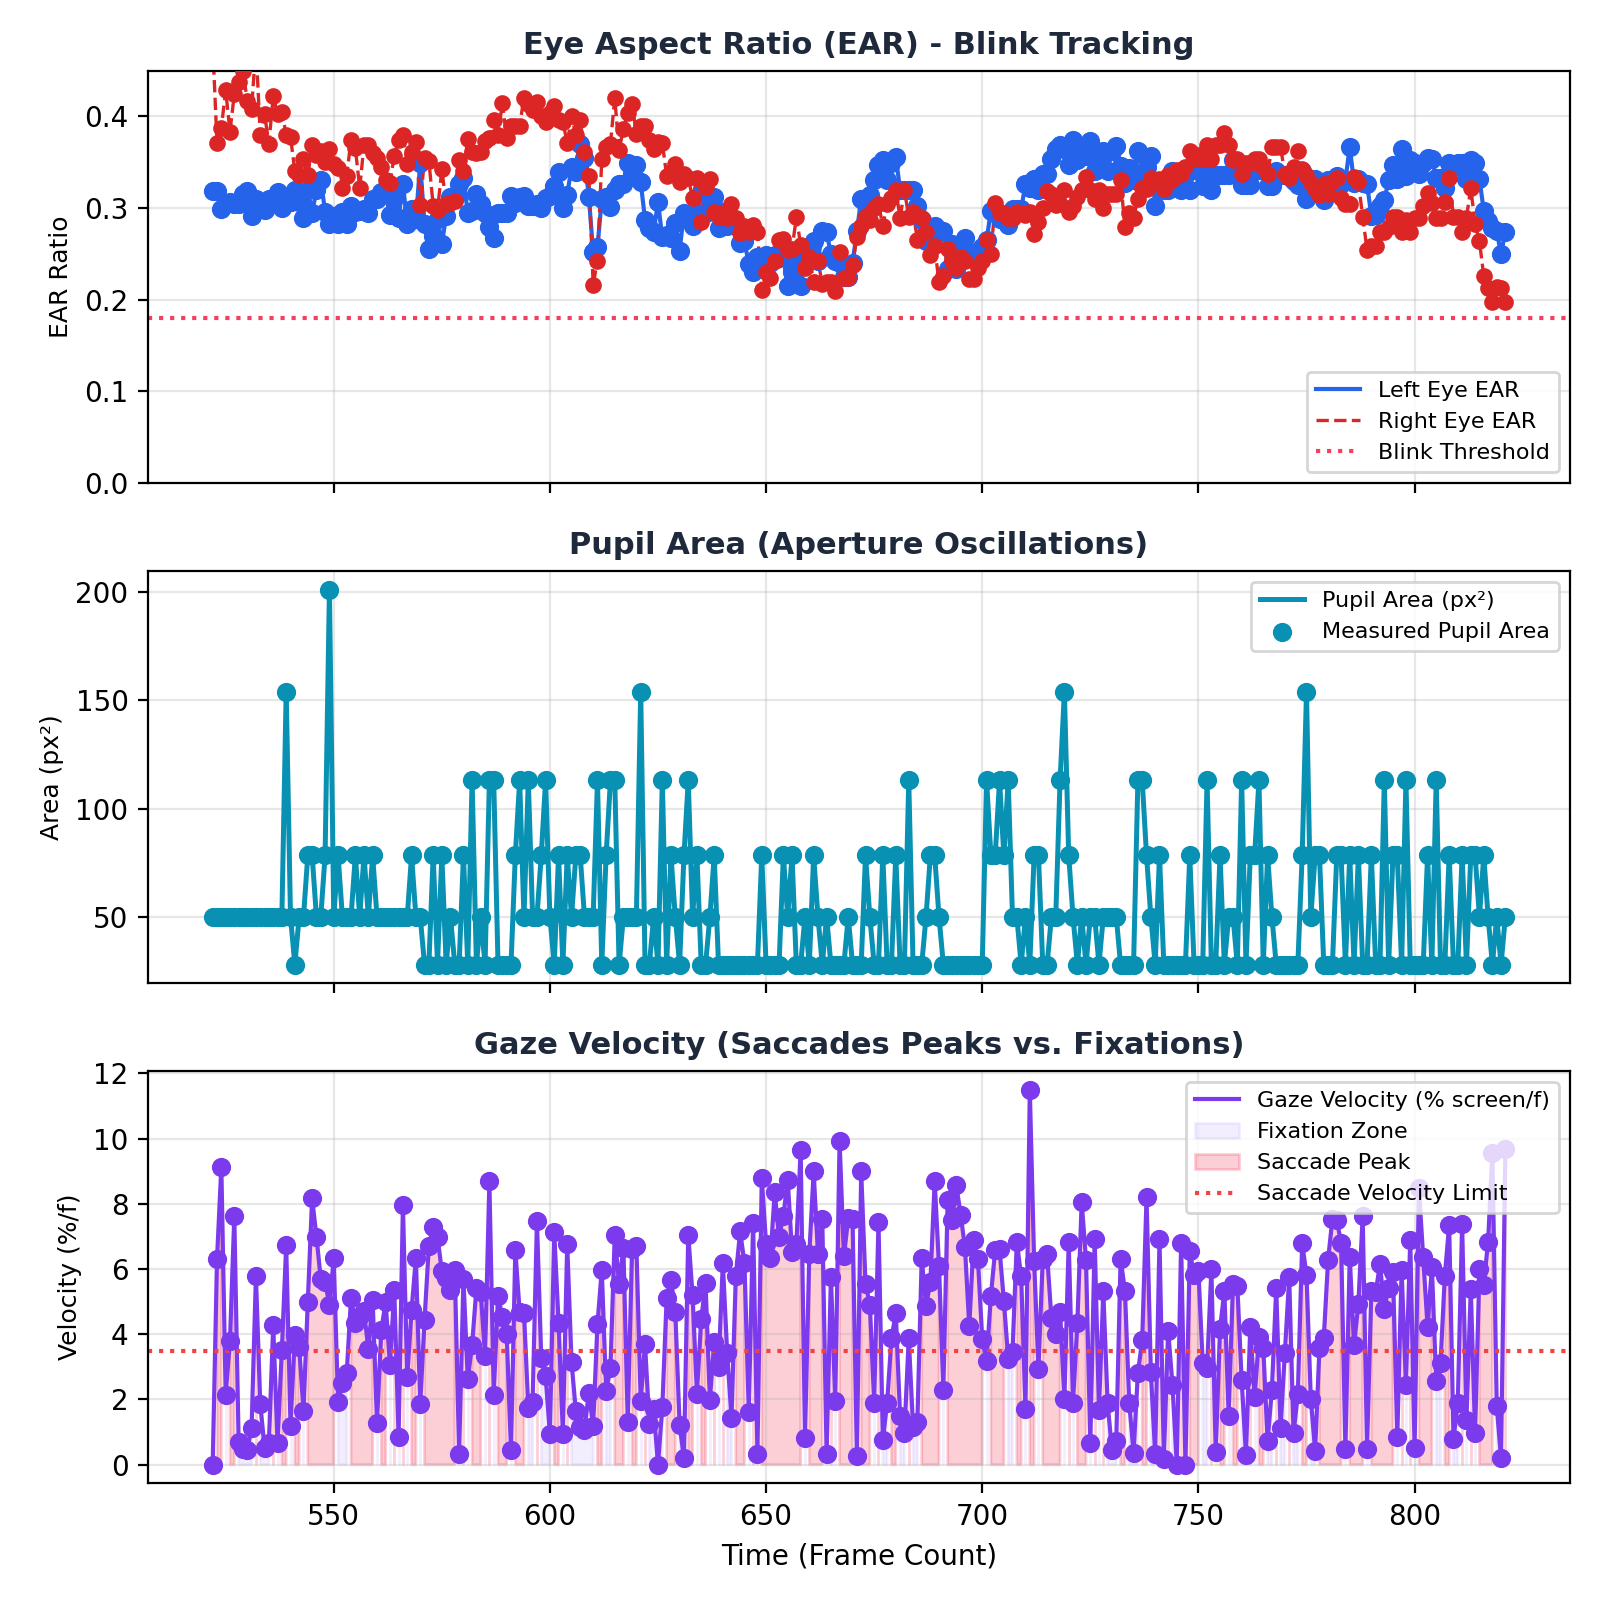 Eye Aspect Ratio (EAR) - Blink Tracking
EAR Ratio
0.4
0.3
0.2
0.1
0.0
Left Eye EAR
Right Eye EAR
Blink Threshold
Pupil Area (Aperture Oscillations)
Area (px²)
200
150
100
50
Pupil Area (px²)
Measured Pupil Area
Gaze Velocity (Saccades Peaks vs. Fixations)
Velocity (%/f)
12
10
8
6
4
2
0
Gaze Velocity (% screen/f)
Fixation Zone
Saccade Peak
Saccade Velocity Limit
550 600 650 700 750 800
Time (Frame Count)